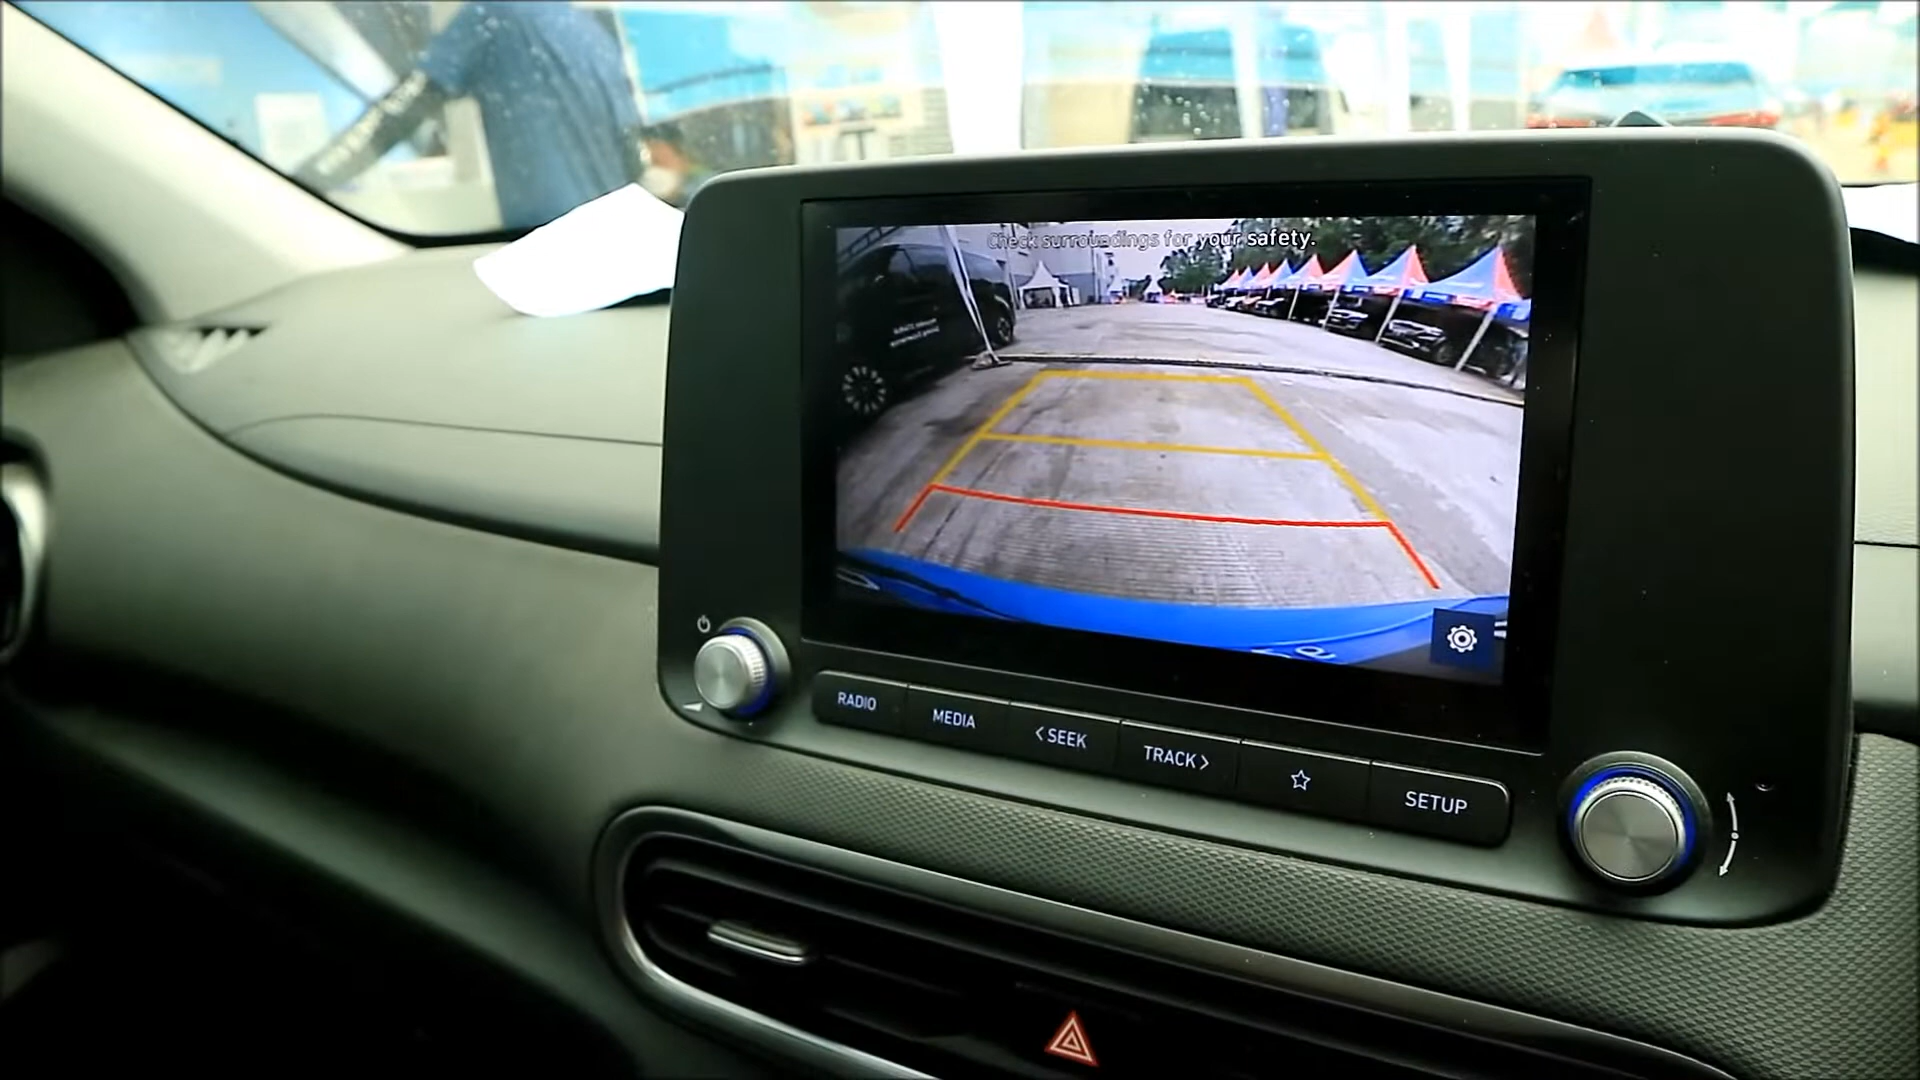 Check surroundings for your safety.
RADIO
MEDIA
<SEEK
TRACK>
SETUP